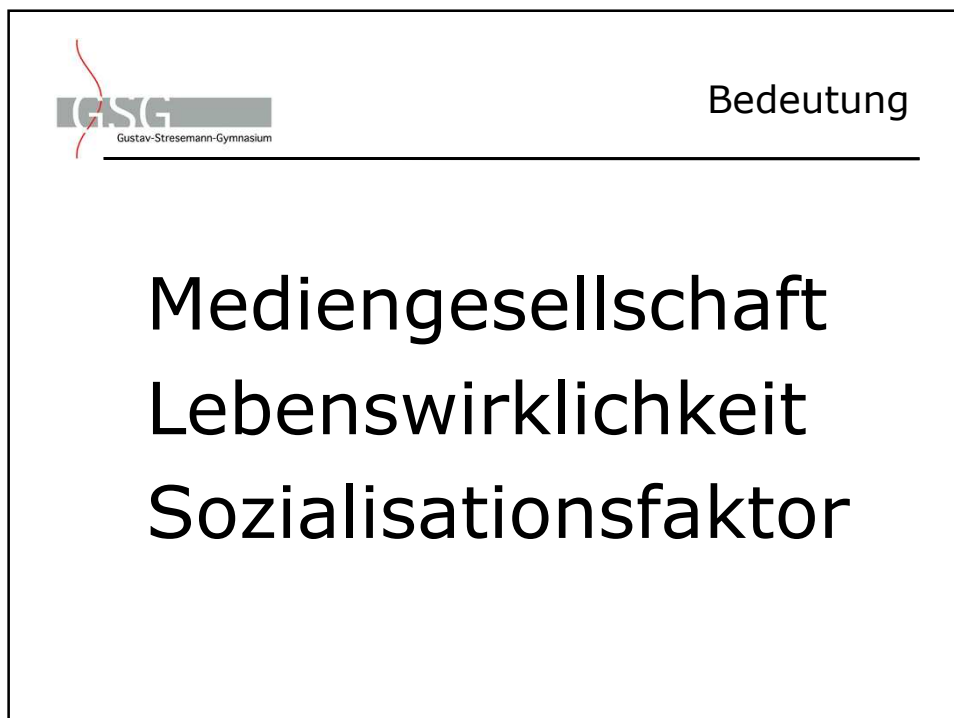 GSG
Gustav-Stresemann-Gymnasium
Bedeutung
Mediengesellschaft
Lebenswirklichkeit
Sozialisationsfaktor